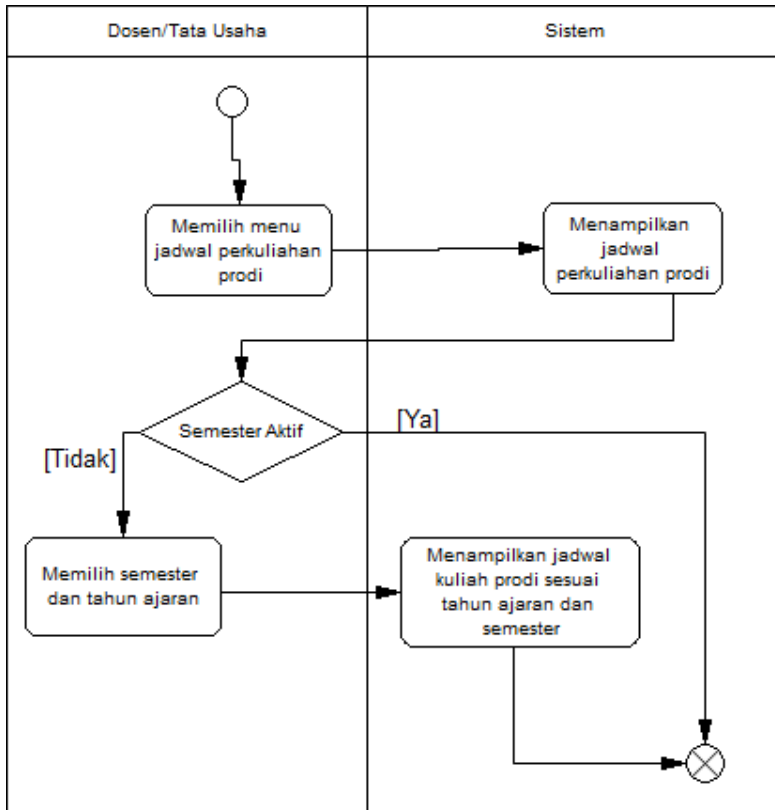 Dosen/Tata Usaha
Sistem
Memilih menu
jadwal perkuliahan
prodi
Menampilkan
jadwal
perkuliahan prodi
Semester Aktif
[Ya]
[Tidak]
Memilih semester
dan tahun ajaran
Menampilkan jadwal
kuliah prodi sesuai
tahun ajaran dan
semester